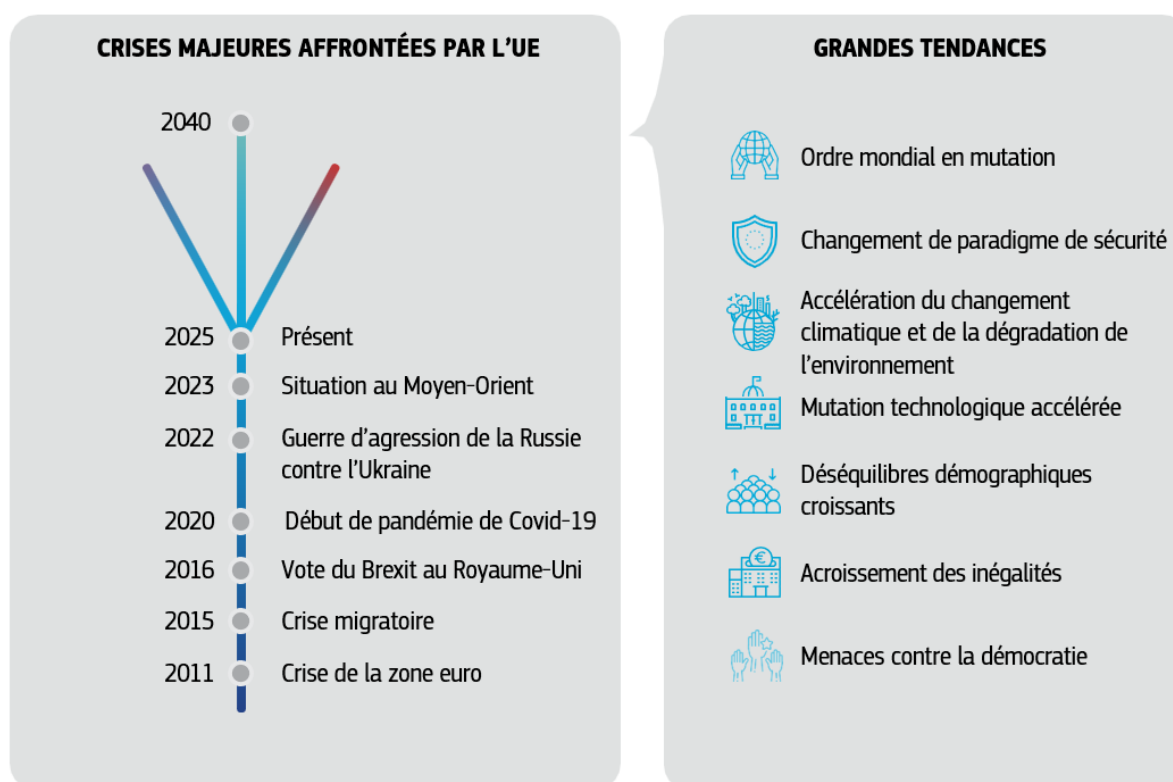 CRISES MAJEURES AFFRONTÉES PAR L'UE
2040
2025 Présent
2023 Situation au Moyen-Orient
2022 Guerre d'agression de la Russie
contre l'Ukraine
2020 Début de pandémie de Covid-19
2016 Vote du Brexit au Royaume-Uni
2015 Crise migratoire
2011 Crise de la zone euro
GRANDES TENDANCES
Ordre mondial en mutation
Changement de paradigme de sécurité
Accélération du changement
climatique et de la dégradation de
l'environnement
Mutation technologique accélérée
Déséquilibres démographiques
croissants
€
Acroissement des inégalités
Menaces contre la démocratie